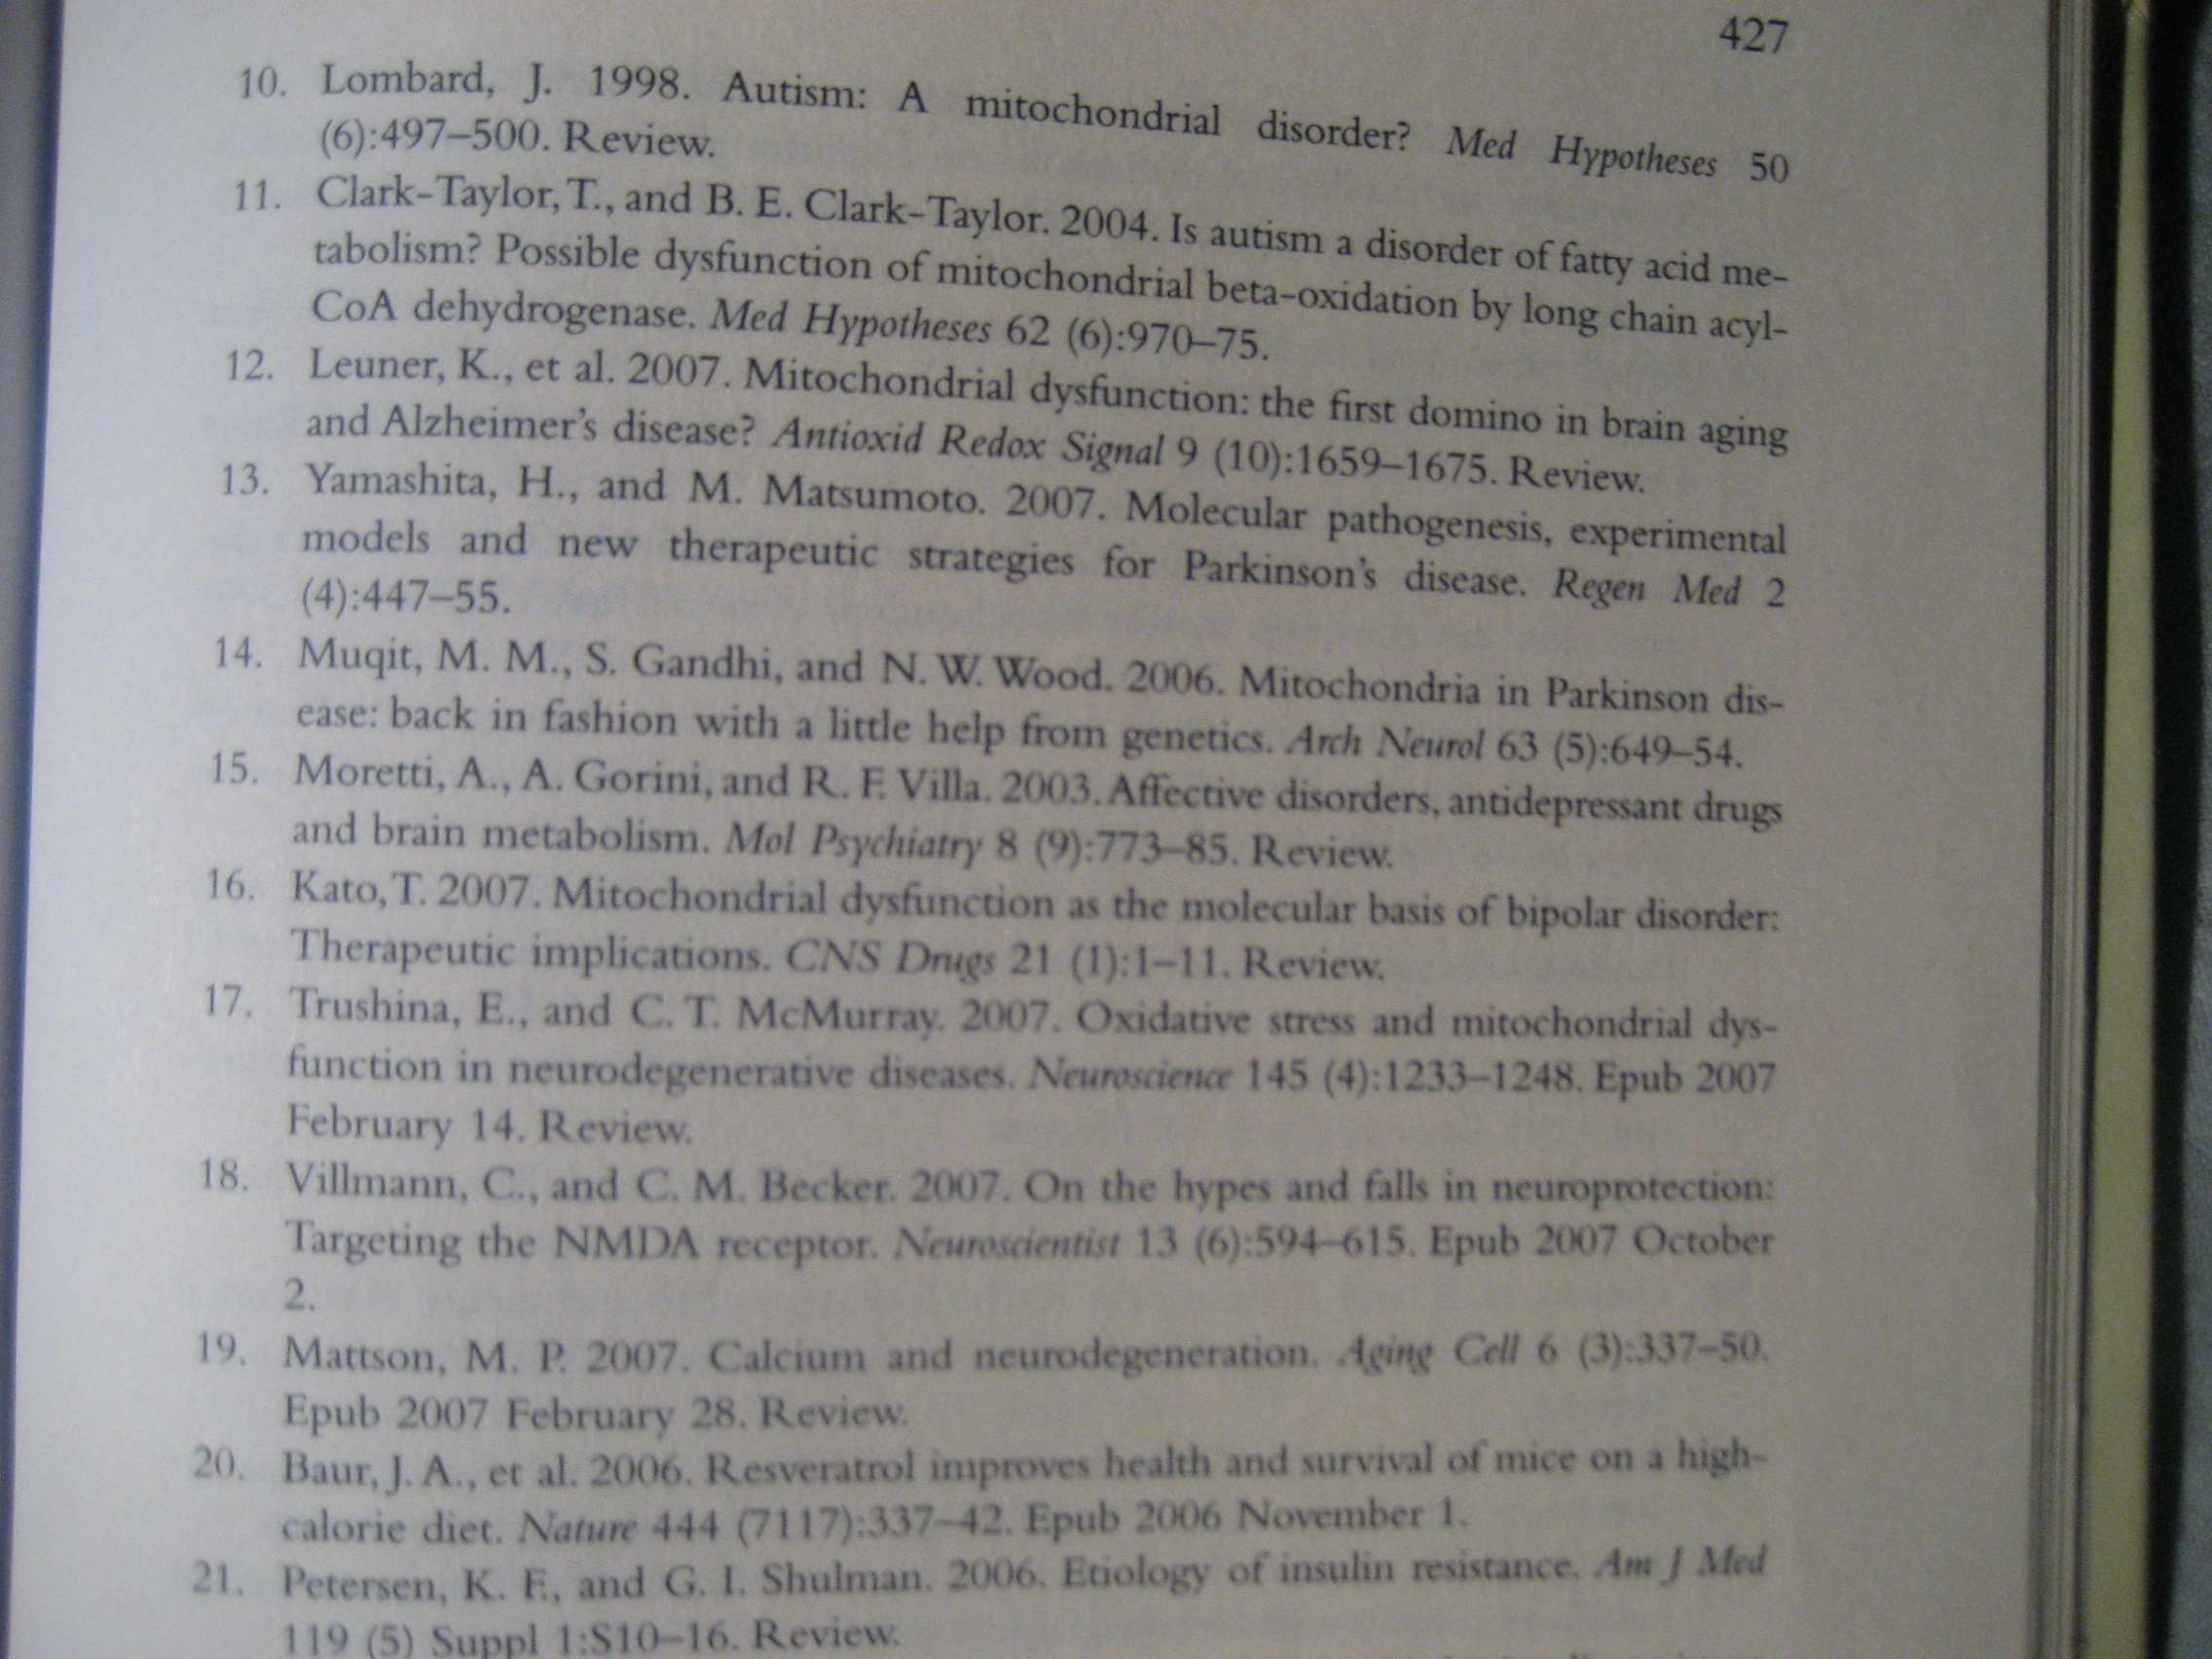 427
10. Lombard, J. 1998. Autism: A mitochondrial disorder? Med Hypotheses 50
(6):497–500. Review.
11. Clark-Taylor, T., and B. E. Clark-Taylor. 2004. Is autism a disorder of fatty acid me-
tabolism? Possible dysfunction of mitochondrial beta-oxidation by long chain acyl-
CoA dehydrogenase. Med Hypotheses 62 (6):970–75.
12. Leuner, K., et al. 2007. Mitochondrial dysfunction: the first domino in brain aging
and Alzheimer's disease? Antioxid Redox Signal 9 (10):1659–1675. Review.
13. Yamashita, H., and M. Matsumoto. 2007. Molecular pathogenesis, experimental
models and new therapeutic strategies for Parkinson's disease. Regen Med 2
(4):447–55.
14. Muqit, M. M., S. Gandhi, and N. W. Wood. 2006. Mitochondria in Parkinson dis-
ease: back in fashion with a little help from genetics. Arch Neurol 63 (5):649–54.
15. Moretti, A., A. Gorini, and R. F. Villa. 2003. Affective disorders, antidepressant drugs
and brain metabolism. Mol Psychiatry 8 (9):773–85. Review.
16. Kato, T. 2007. Mitochondrial dysfunction as the molecular basis of bipolar disorder:
Therapeutic implications. CNS Drugs 21 (1):1–11. Review.
17. Trushina, E., and C. T. McMurray. 2007. Oxidative stress and mitochondrial dys-
function in neurodegenerative diseases. Neuroscience 145 (4):1233–1248. Epub 2007
February 14. Review.
18. Villmann, C., and C. M. Becker. 2007. On the hypes and falls in neuroprotection:
Targeting the NMDA receptor. Neuroscientist 13 (6):594–615. Epub 2007 October
2.
19. Mattson, M. P. 2007. Calcium and neurodegeneration. Aging Cell 6 (3):337–50.
Epub 2007 February 28. Review.
20. Baur, J. A., et al. 2006. Resveratrol improves health and survival of mice on a high-
calorie diet. Nature 444 (7117):337–42. Epub 2006 November 1.
21. Petersen, K. F., and G. I. Shulman. 2006. Etiology of insulin resistance. Am J Med
119 (5) Suppl 1:S10–16. Review.